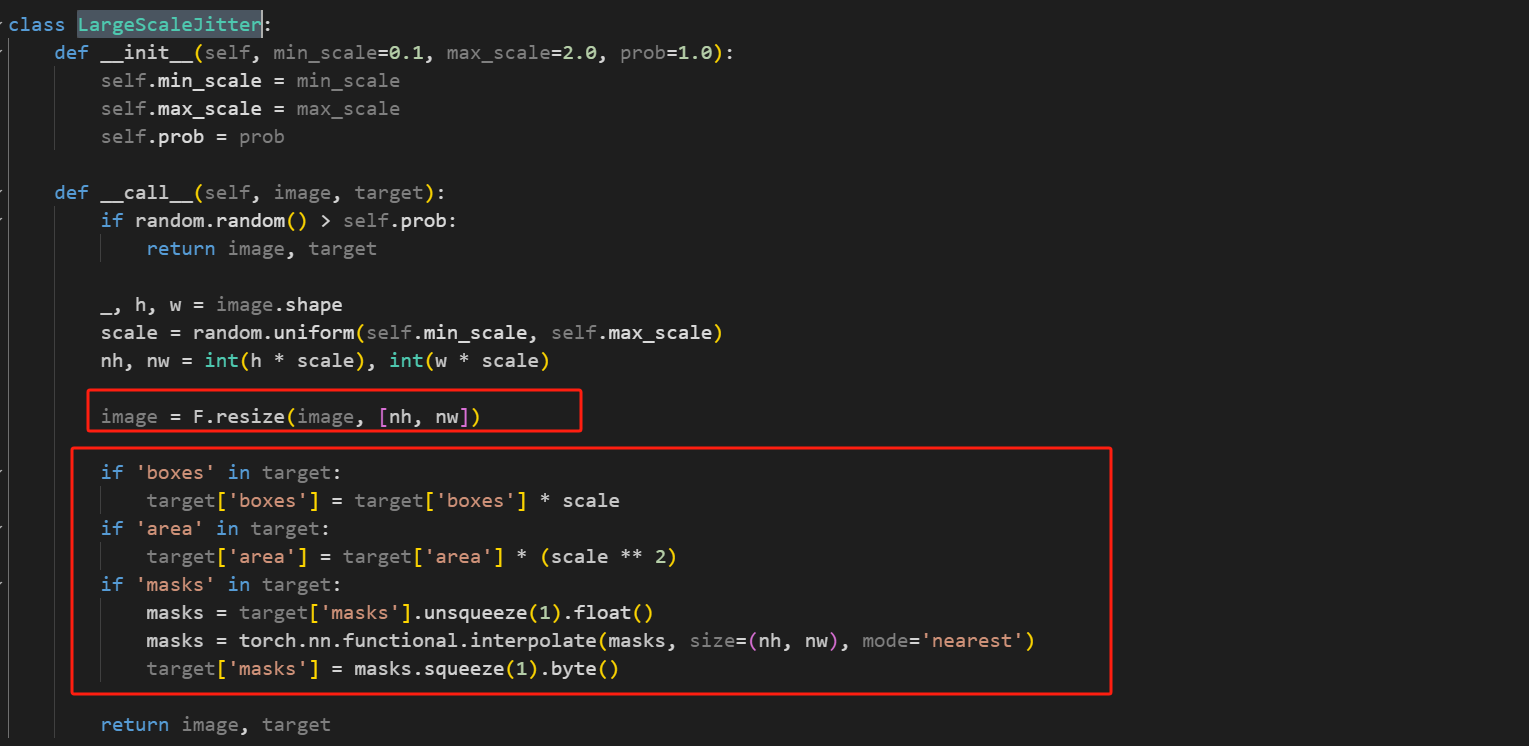 class LargeScaleJitter:
    def __init__(self, min_scale=0.1, max_scale=2.0, prob=1.0):
        self.min_scale = min_scale
        self.max_scale = max_scale
        self.prob = prob

    def __call__(self, image, target):
        if random.random() > self.prob:
            return image, target

        _, h, w = image.shape
        scale = random.uniform(self.min_scale, self.max_scale)
        nh, nw = int(h * scale), int(w * scale)

        image = F.resize(image, [nh, nw])

        if 'boxes' in target:
            target['boxes'] = target['boxes'] * scale
        if 'area' in target:
            target['area'] = target['area'] * (scale ** 2)
        if 'masks' in target:
            masks = target['masks'].unsqueeze(1).float()
            masks = torch.nn.functional.interpolate(masks, size=(nh, nw), mode='nearest')
            target['masks'] = masks.squeeze(1).byte()

        return image, target